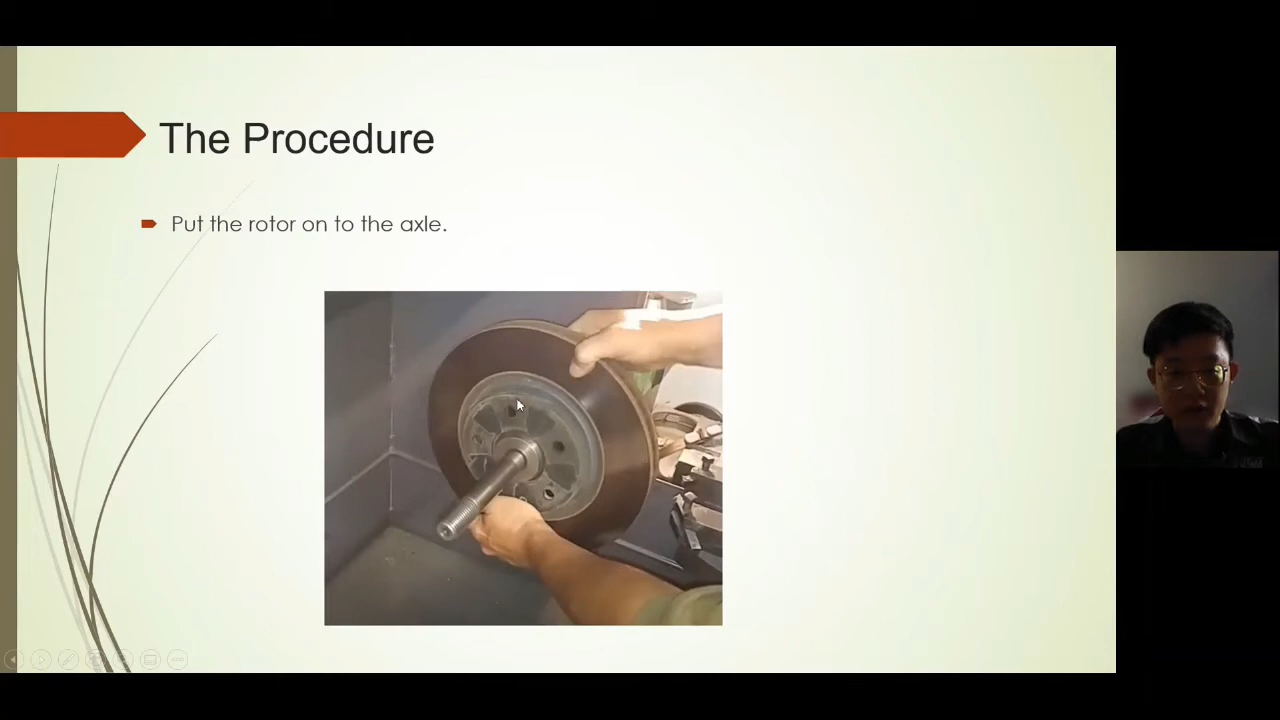 The Procedure
Put the rotor on to the axle.